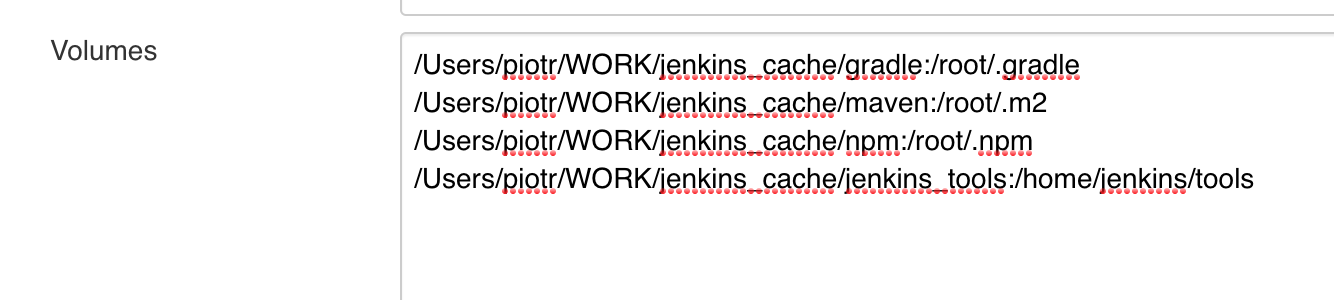 Volumes
/Users/piotr/WORK/jenkins_cache/gradle:/root/.gradle
/Users/piotr/WORK/jenkins_cache/maven:/root/.m2
/Users/piotr/WORK/jenkins_cache/npm:/root/.npm
/Users/piotr/WORK/jenkins_cache/jenkins_tools:/home/jenkins/tools